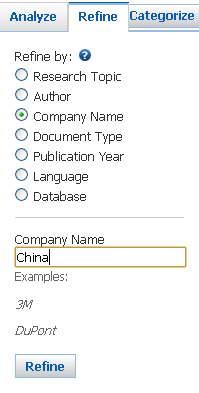 Analyze Refine Categorize
Refine by: ?
Research Topic
Author
Company Name
Document Type
Publication Year
Language
Database
Company Name
China
Examples:
3M
DuPont
Refine